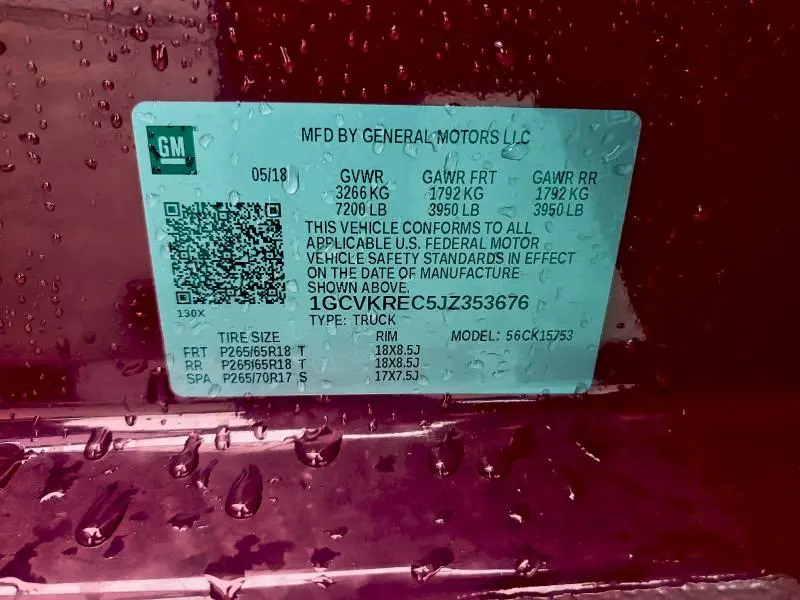 GM
MFD BY GENERAL MOTORS LLC
05/18 GVWR GAWR FRT GAWR RR
3266 KG 1792 KG 1792 KG
7200 LB 3950 LB 3950 LB
THIS VEHICLE CONFORMS TO ALL
APPLICABLE U.S. FEDERAL MOTOR
VEHICLE SAFETY STANDARDS IN EFFECT
ON THE DATE OF MANUFACTURE
SHOWN ABOVE.
1GCVKREC5JZ353676
130X
TYPE: TRUCK
TIRE SIZE RIM MODEL: 56CK15753
FRT P265/65R18 T 18X8.5J
RR P265/65R18 T 18X8.5J
SPA P265/70R17 S 17X7.5J